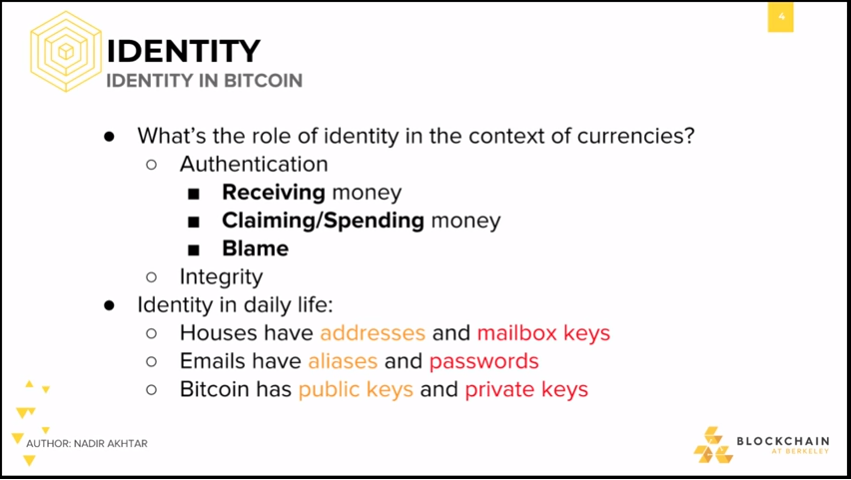 4
IDENTITY
IDENTITY IN BITCOIN
● What's the role of identity in the context of currencies?
○ Authentication
■ Receiving money
■ Claiming/Spending money
■ Blame
○ Integrity
● Identity in daily life:
○ Houses have addresses and mailbox keys
○ Emails have aliases and passwords
○ Bitcoin has public keys and private keys
AUTHOR: NADIR AKHTAR
BLOCKCHAIN
AT BERKELEY